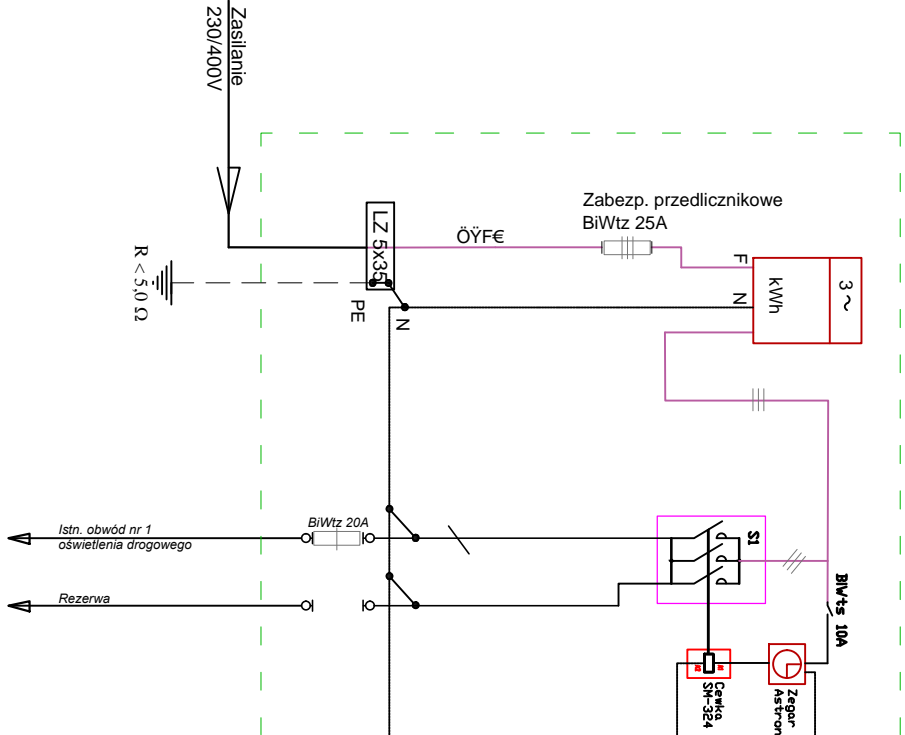 Zasilanie
230/400V
Zabezp. przedlicznikowe
BiWtz 25A
ÖŸF€
LZ 5x35
F
N
kWh
3 ~
R < 5,0 Ω
PE
N
Istn. obwód nr 1
oświetlenia drogowego
BiWtz 20A
S1
Rezerwa
BiWts 10A
Cewka
SM-324
Zegar
Astron